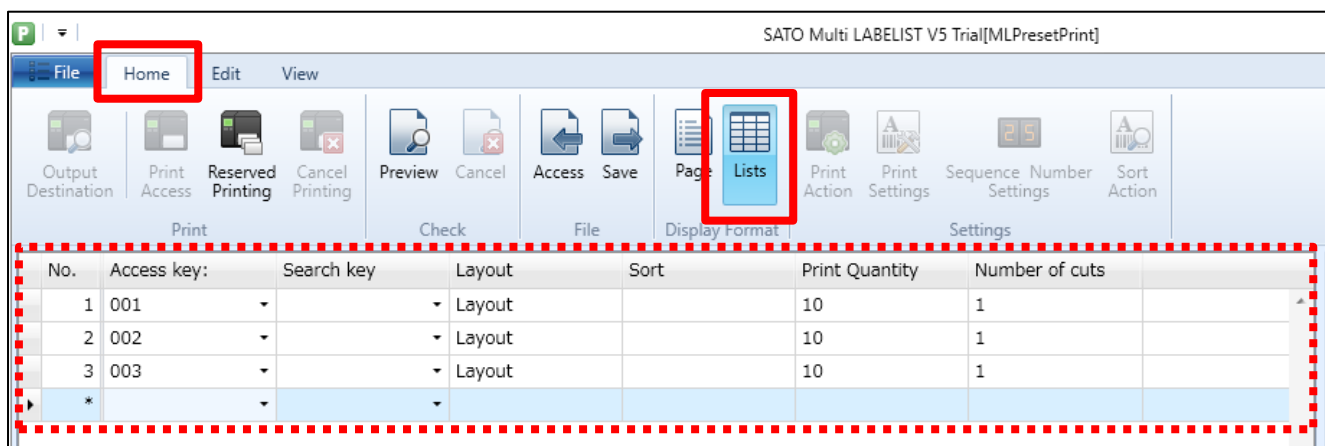 P
SATO Multi LABELIST V5 Trial[MLPresetPrint]
File Home Edit View
Output Destination Print Access Reserved Printing Cancel Printing Preview Cancel Access Save Page Lists Print Action Print Settings Sequence Number Settings Sort Action
Print Check File Display Format Settings
No. Access key: Search key Layout Sort Print Quantity Number of cuts
1 001 Layout 10 1
2 002 Layout 10 1
3 003 Layout 10 1
*